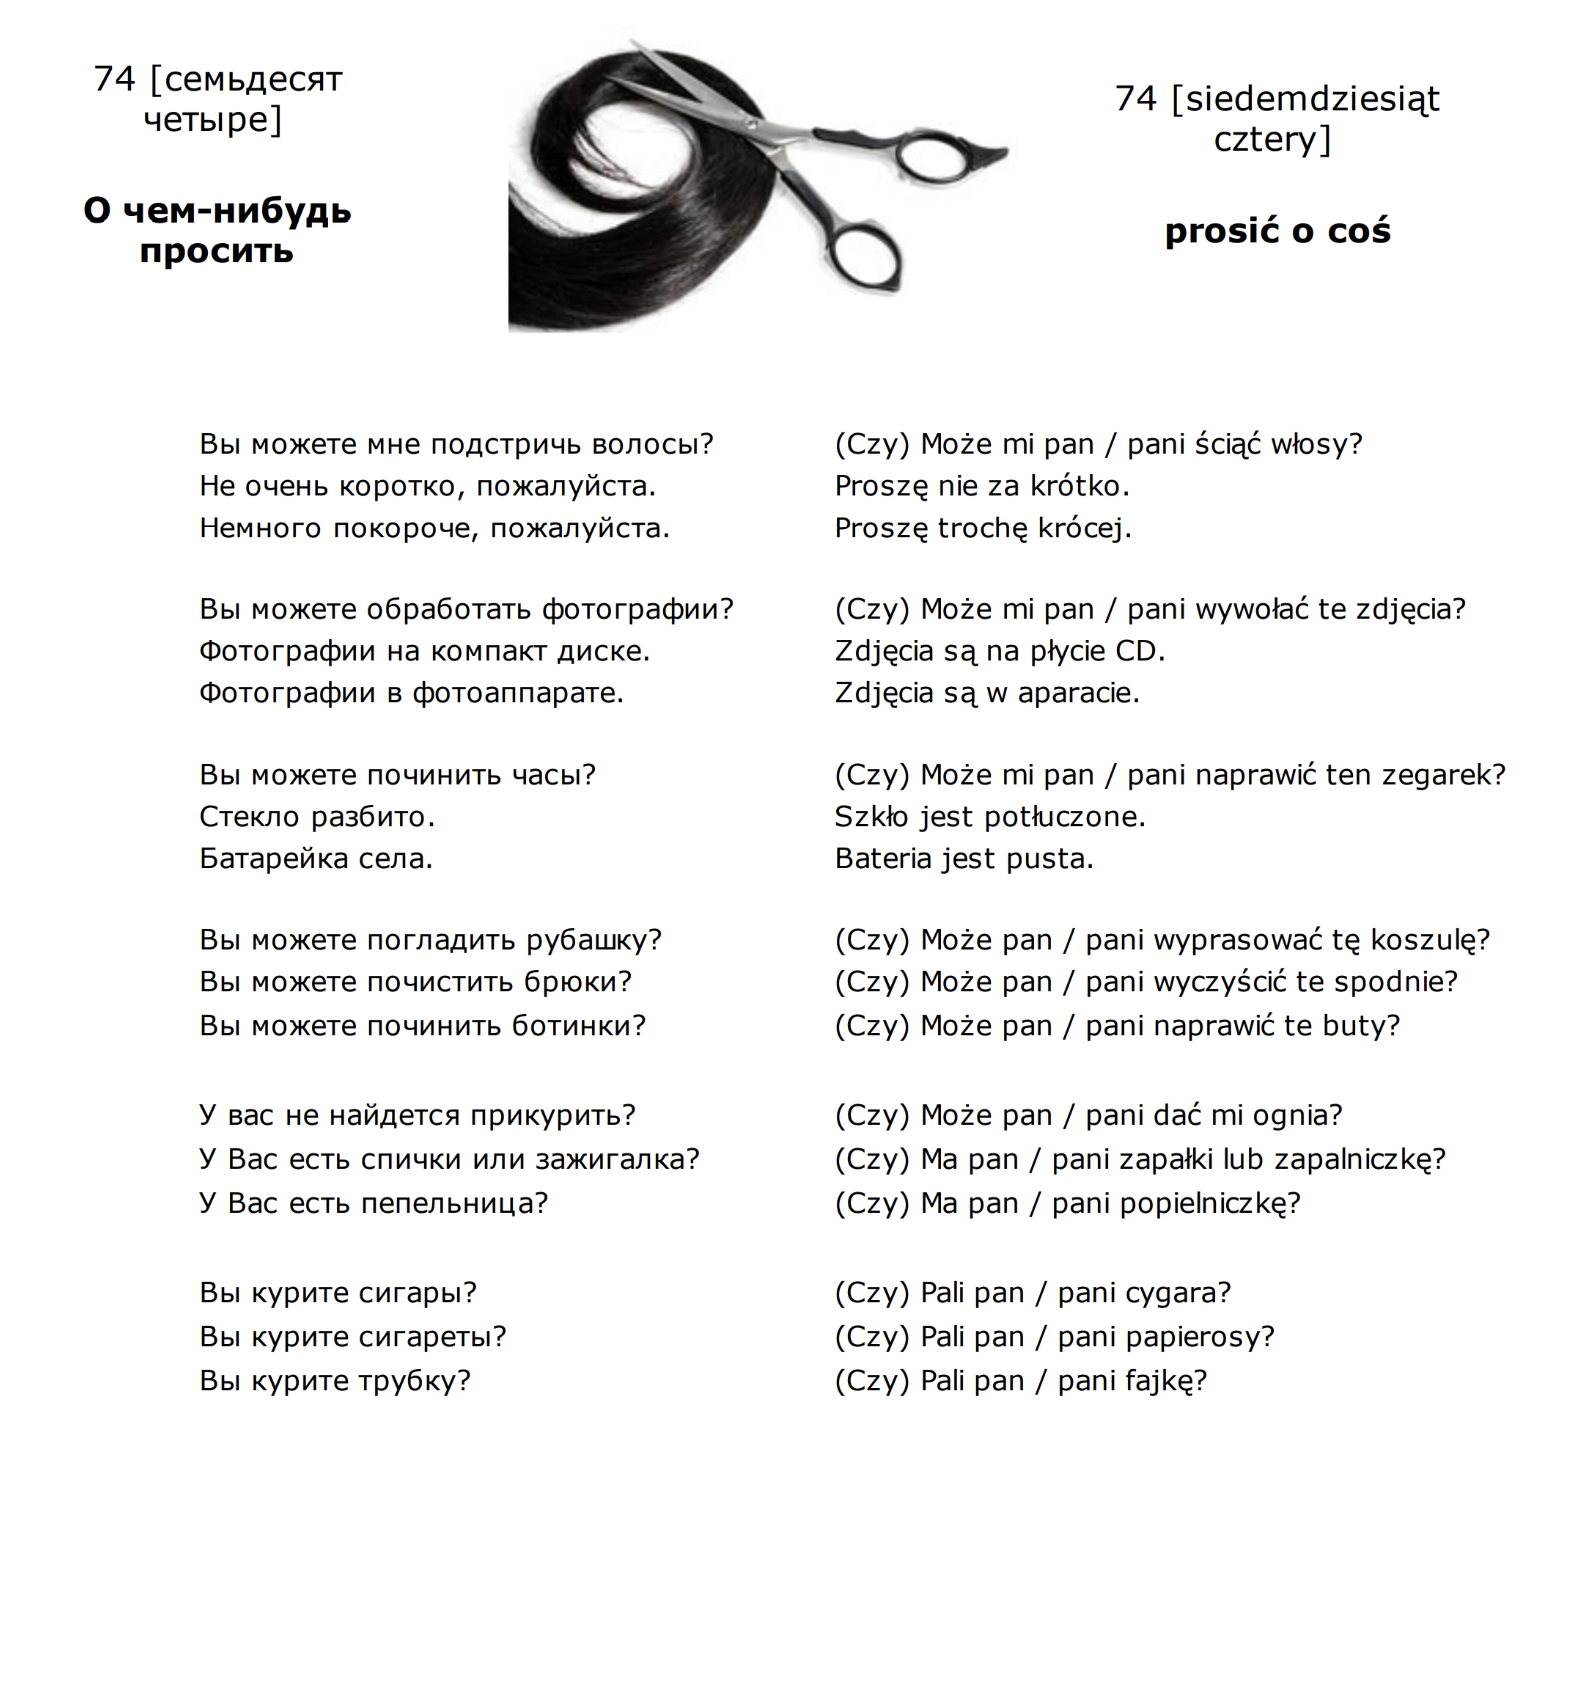 74 [семьдесят
четыре]
О чем-нибудь
просить
74 [siedemdziesiąt
cztery]
prosić o coś
Вы можете мне подстричь волосы? (Czy) Może mi pan / pani ściąć włosy?
Не очень коротко, пожалуйста. Proszę nie za krótko.
Немного покороче, пожалуйста. Proszę trochę krócej.
Вы можете обработать фотографии? (Czy) Może mi pan / pani wywołać te zdjęcia?
Фотографии на компакт диске. Zdjęcia są na płycie CD.
Фотографии в фотоаппарате. Zdjęcia są w aparacie.
Вы можете починить часы? (Czy) Może mi pan / pani naprawić ten zegarek?
Стекло разбито. Szkło jest potłuczone.
Батарейка села. Bateria jest pusta.
Вы можете погладить рубашку? (Czy) Może pan / pani wyprasować tę koszulę?
Вы можете почистить брюки? (Czy) Może pan / pani wyczyścić te spodnie?
Вы можете починить ботинки? (Czy) Może pan / pani naprawić te buty?
У вас не найдется прикурить? (Czy) Może pan / pani dać mi ognia?
У Вас есть спички или зажигалка? (Czy) Ma pan / pani zapałki lub zapalniczkę?
У Вас есть пепельница? (Czy) Ma pan / pani popielniczkę?
Вы курите сигары? (Czy) Pali pan / pani cygara?
Вы курите сигареты? (Czy) Pali pan / pani papierosy?
Вы курите трубку? (Czy) Pali pan / pani fajkę?